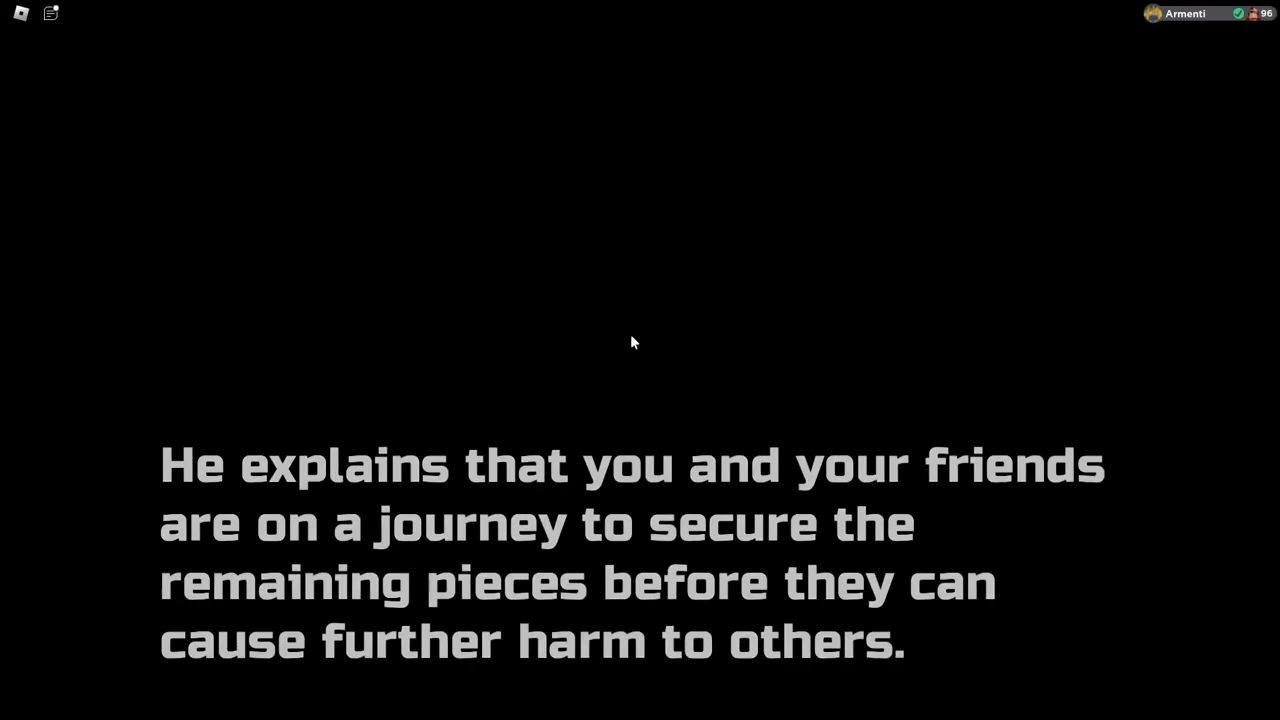 Armenti
96
He explains that you and your friends
are on a journey to secure the
remaining pieces before they can
cause further harm to others.